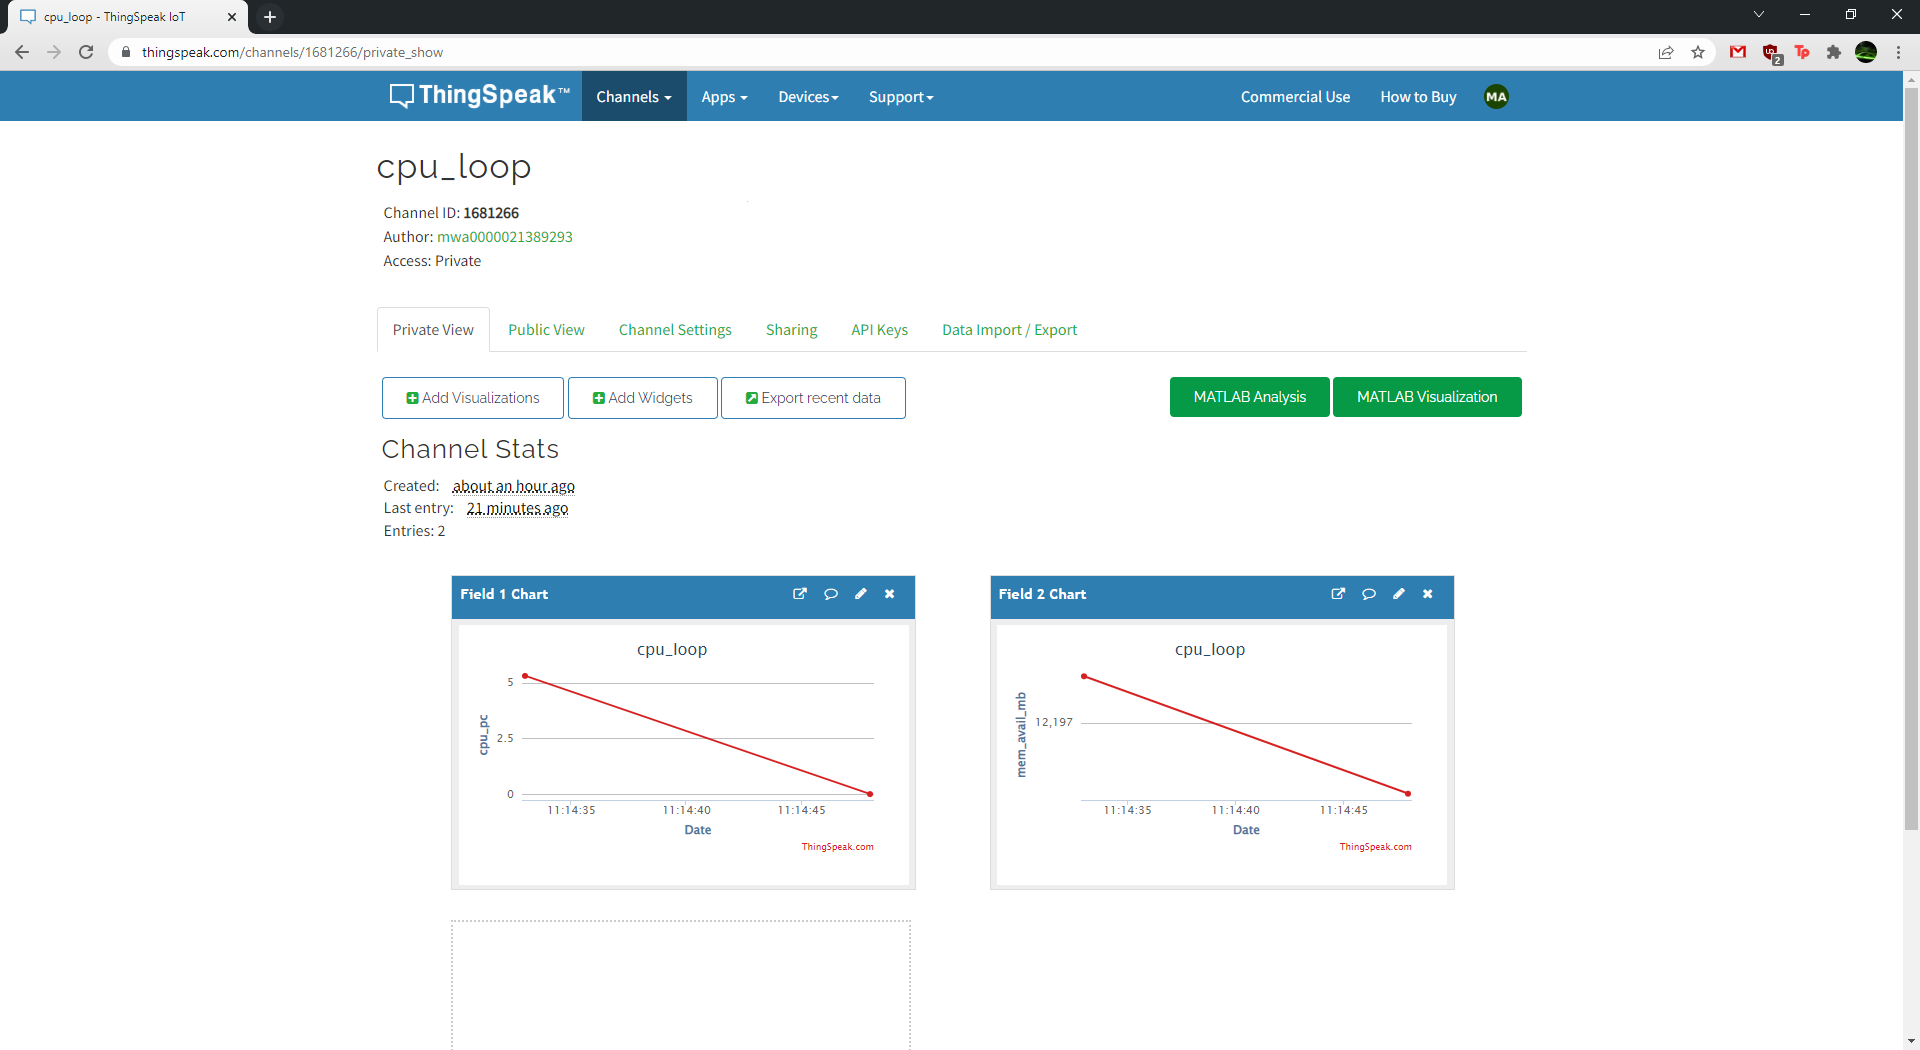 cpu_loop - ThingSpeak IoT
thingspeak.com/channels/1681266/private_show
2
Tp
ThingSpeak™
Channels
Apps
Devices
Support
Commercial Use
How to Buy
MA
cpu_loop
Channel ID: 1681266
Author: mwa0000021389293
Access: Private
Private View
Public View
Channel Settings
Sharing
API Keys
Data Import / Export
Add Visualizations
Add Widgets
Export recent data
MATLAB Analysis
MATLAB Visualization
Channel Stats
Created: about an hour ago
Last entry: 21 minutes ago
Entries: 2
Field 1 Chart
cpu_loop
cpu_pc
5
2.5
0
11:14:35
11:14:40
11:14:45
Date
ThingSpeak.com
Field 2 Chart
cpu_loop
mem_avail_mb
12,197
11:14:35
11:14:40
11:14:45
Date
ThingSpeak.com